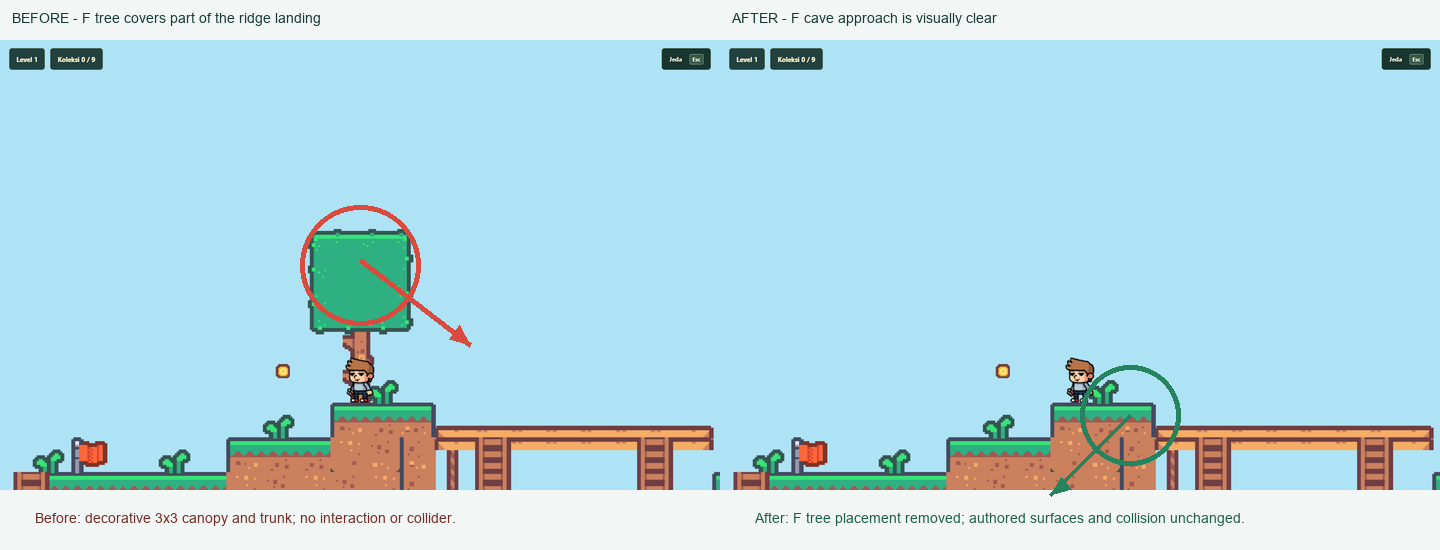 BEFORE - F tree covers part of the ridge landing
AFTER - F cave approach is visually clear
Level 1
Koleksi 0 / 9
Jeda Esc
Level 1
Koleksi 0 / 9
Jeda Esc
Before: decorative 3x3 canopy and trunk; no interaction or collider.
After: F tree placement removed; authored surfaces and collision unchanged.